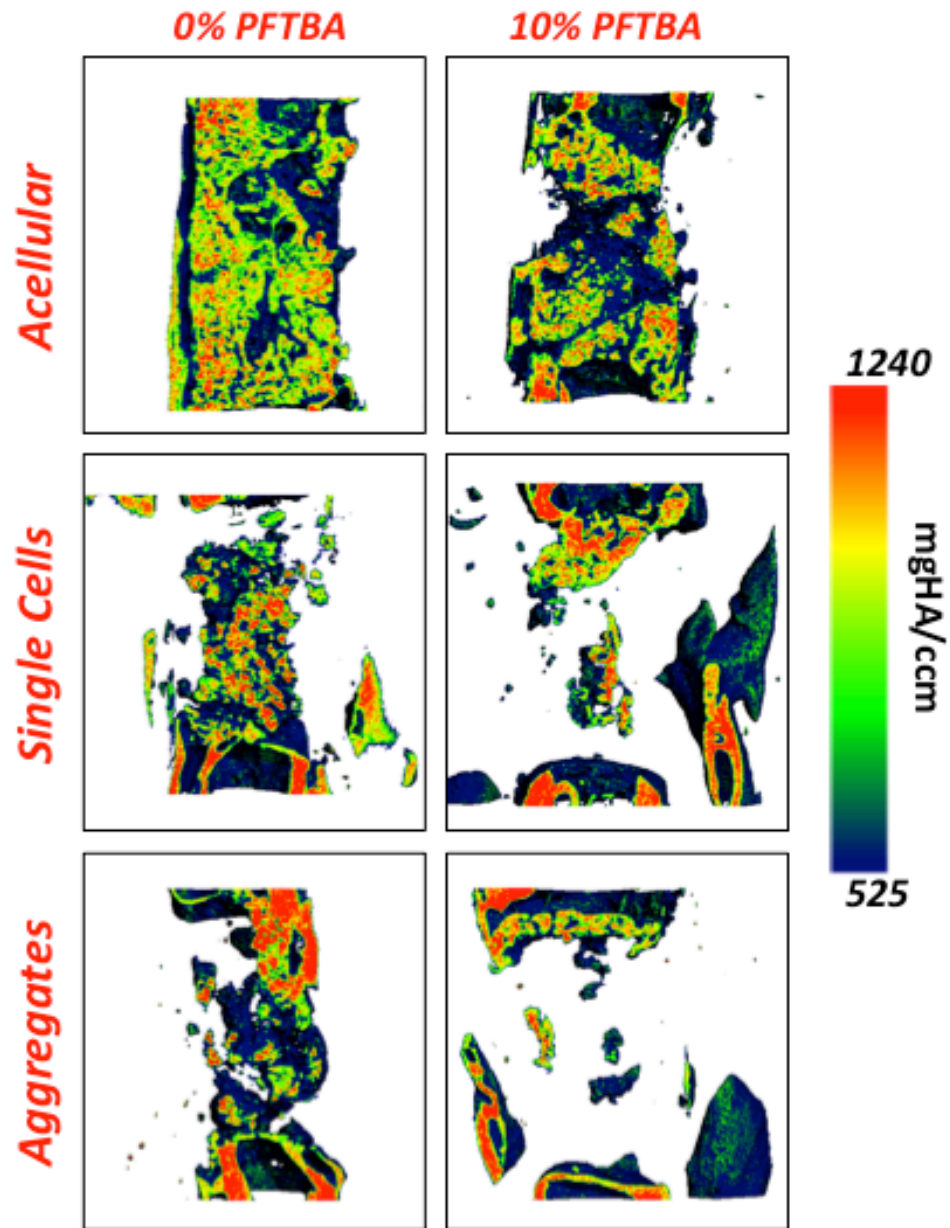 0% PFTBA
10% PFTBA
Acellular
Single Cells
Aggregates
1240
mgHA/ccm
525